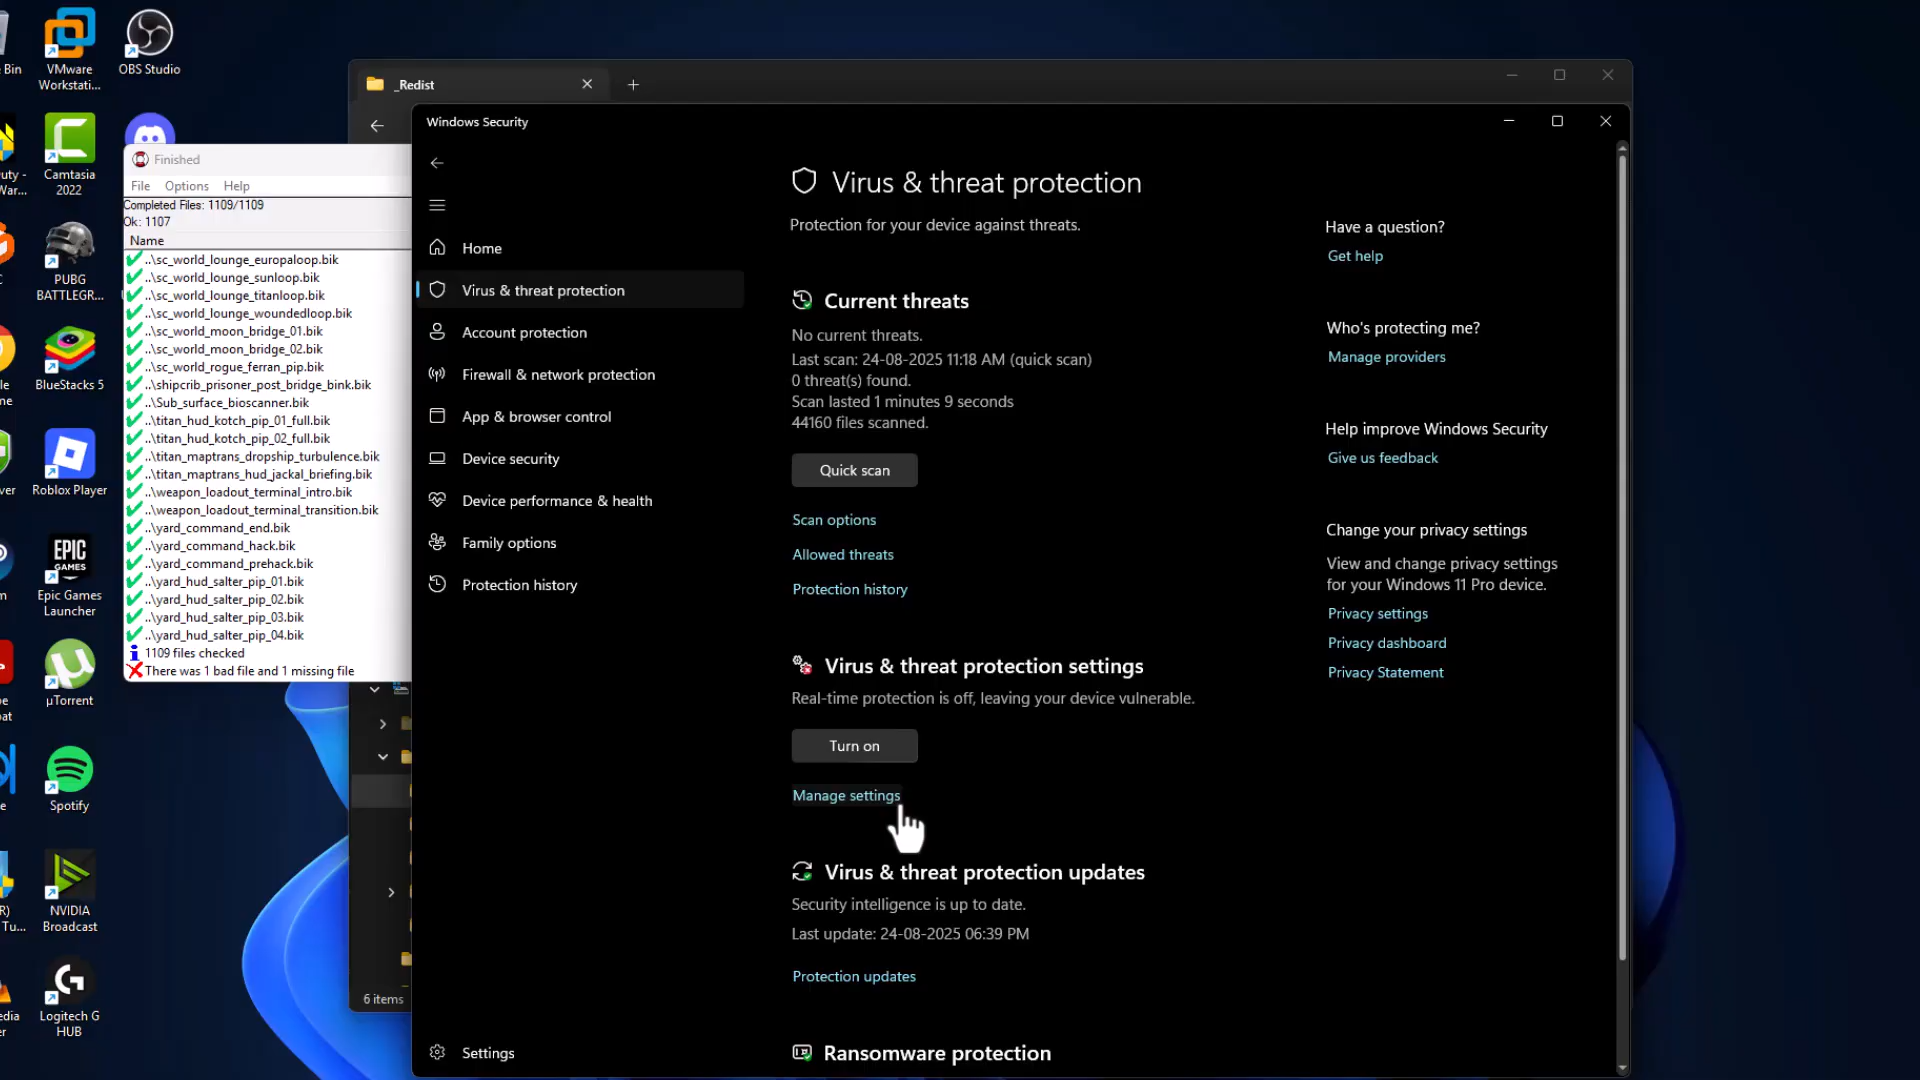 Bin
VMware
Workstati...
OBS Studio
uty -
War...
Camtasia
2022
PUBG
BATTLEGR...
BlueStacks 5
me
ver
Roblox Player
EPIC
GAMES
Epic Games
Launcher
µTorrent
Spotify
R)
Tu...
NVIDIA
Broadcast
edia
er
Logitech G
HUB
Finished
File Options Help
Completed Files: 1109/1109
Ok: 1107
Name
..\sc_world_lounge_europaloop.bik
..\sc_world_lounge_sunloop.bik
..\sc_world_lounge_titanloop.bik
..\sc_world_lounge_woundedloop.bik
..\sc_world_moon_bridge_01.bik
..\sc_world_moon_bridge_02.bik
..\sc_world_rogue_ferran_pip.bik
..\shipcrib_prisoner_post_bridge_bink.bik
..\Sub_surface_bioscanner.bik
..\titan_hud_kotch_pip_01_full.bik
..\titan_hud_kotch_pip_02_full.bik
..\titan_maptrans_dropship_turbulence.bik
..\titan_maptrans_hud_jackal_briefing.bik
..\weapon_loadout_terminal_intro.bik
..\weapon_loadout_terminal_transition.bik
..\yard_command_end.bik
..\yard_command_hack.bik
..\yard_command_prehack.bik
..\yard_hud_salter_pip_01.bik
..\yard_hud_salter_pip_02.bik
..\yard_hud_salter_pip_03.bik
..\yard_hud_salter_pip_04.bik
1109 files checked
There was 1 bad file and 1 missing file
_Redist
6 items
Windows Security
Home
Virus & threat protection
Account protection
Firewall & network protection
App & browser control
Device security
Device performance & health
Family options
Protection history
Settings
Virus & threat protection
Protection for your device against threats.
Current threats
No current threats.
Last scan: 24-08-2025 11:18 AM (quick scan)
0 threat(s) found.
Scan lasted 1 minutes 9 seconds
44160 files scanned.
Quick scan
Scan options
Allowed threats
Protection history
Virus & threat protection settings
Real-time protection is off, leaving your device vulnerable.
Turn on
Manage settings
Virus & threat protection updates
Security intelligence is up to date.
Last update: 24-08-2025 06:39 PM
Protection updates
Ransomware protection
Have a question?
Get help
Who's protecting me?
Manage providers
Help improve Windows Security
Give us feedback
Change your privacy settings
View and change privacy settings
for your Windows 11 Pro device.
Privacy settings
Privacy dashboard
Privacy Statement